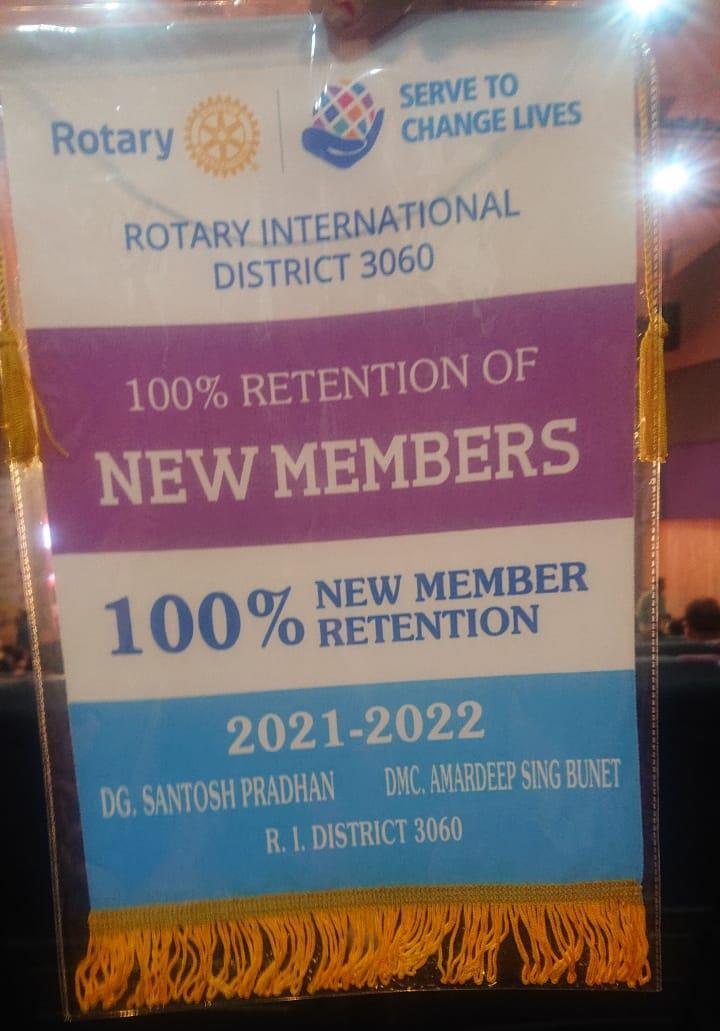 Rotary
SERVE TO
CHANGE LIVES
ROTARY INTERNATIONAL
DISTRICT 3060
100% RETENTION OF
NEW MEMBERS
100% NEW MEMBER
RETENTION
2021-2022
DG. SANTOSH PRADHAN DMC. AMARDEEP SING BUNET
R. I. DISTRICT 3060